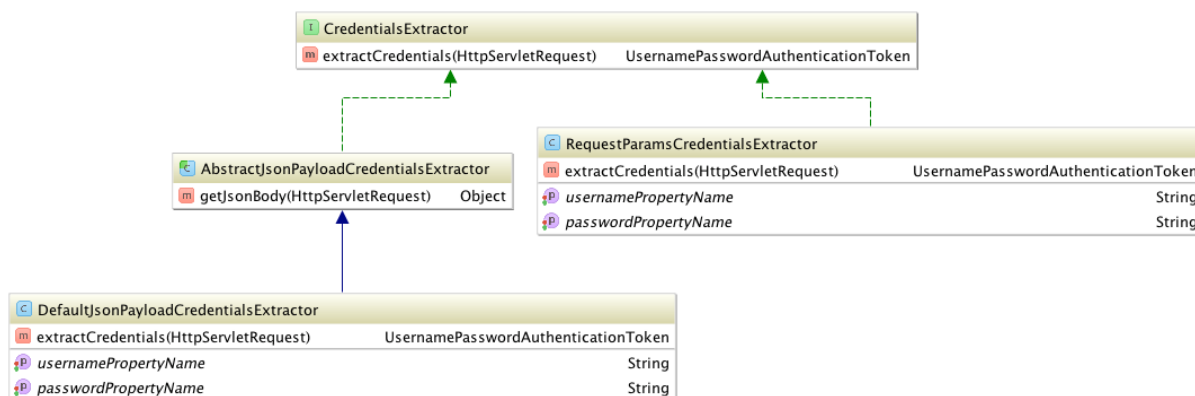 I CredentialsExtractor
m extractCredentials(HttpServletRequest) UsernamePasswordAuthenticationToken
C AbstractJsonPayloadCredentialsExtractor
m getJsonBody(HttpServletRequest) Object
C RequestParamsCredentialsExtractor
m extractCredentials(HttpServletRequest) UsernamePasswordAuthenticationToken
p usernamePropertyName String
p passwordPropertyName String
C DefaultJsonPayloadCredentialsExtractor
m extractCredentials(HttpServletRequest) UsernamePasswordAuthenticationToken
p usernamePropertyName String
p passwordPropertyName String